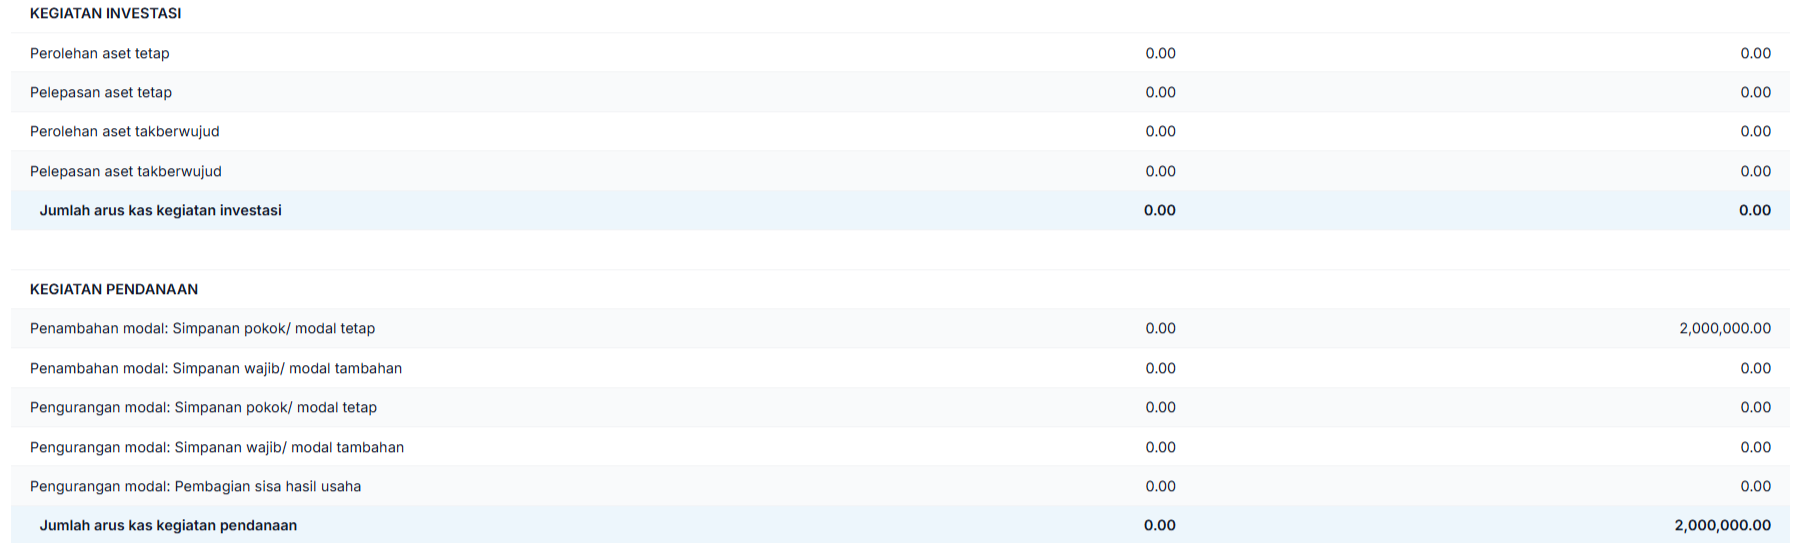 KEGIATAN INVESTASI
Perolehan aset tetap 0.00 0.00
Pelepasan aset tetap 0.00 0.00
Perolehan aset takberwujud 0.00 0.00
Pelepasan aset takberwujud 0.00 0.00
Jumlah arus kas kegiatan investasi 0.00 0.00
KEGIATAN PENDANAAN
Penambahan modal: Simpanan pokok/ modal tetap 0.00 2,000,000.00
Penambahan modal: Simpanan wajib/ modal tambahan 0.00 0.00
Pengurangan modal: Simpanan pokok/ modal tetap 0.00 0.00
Pengurangan modal: Simpanan wajib/ modal tambahan 0.00 0.00
Pengurangan modal: Pembagian sisa hasil usaha 0.00 0.00
Jumlah arus kas kegiatan pendanaan 0.00 2,000,000.00